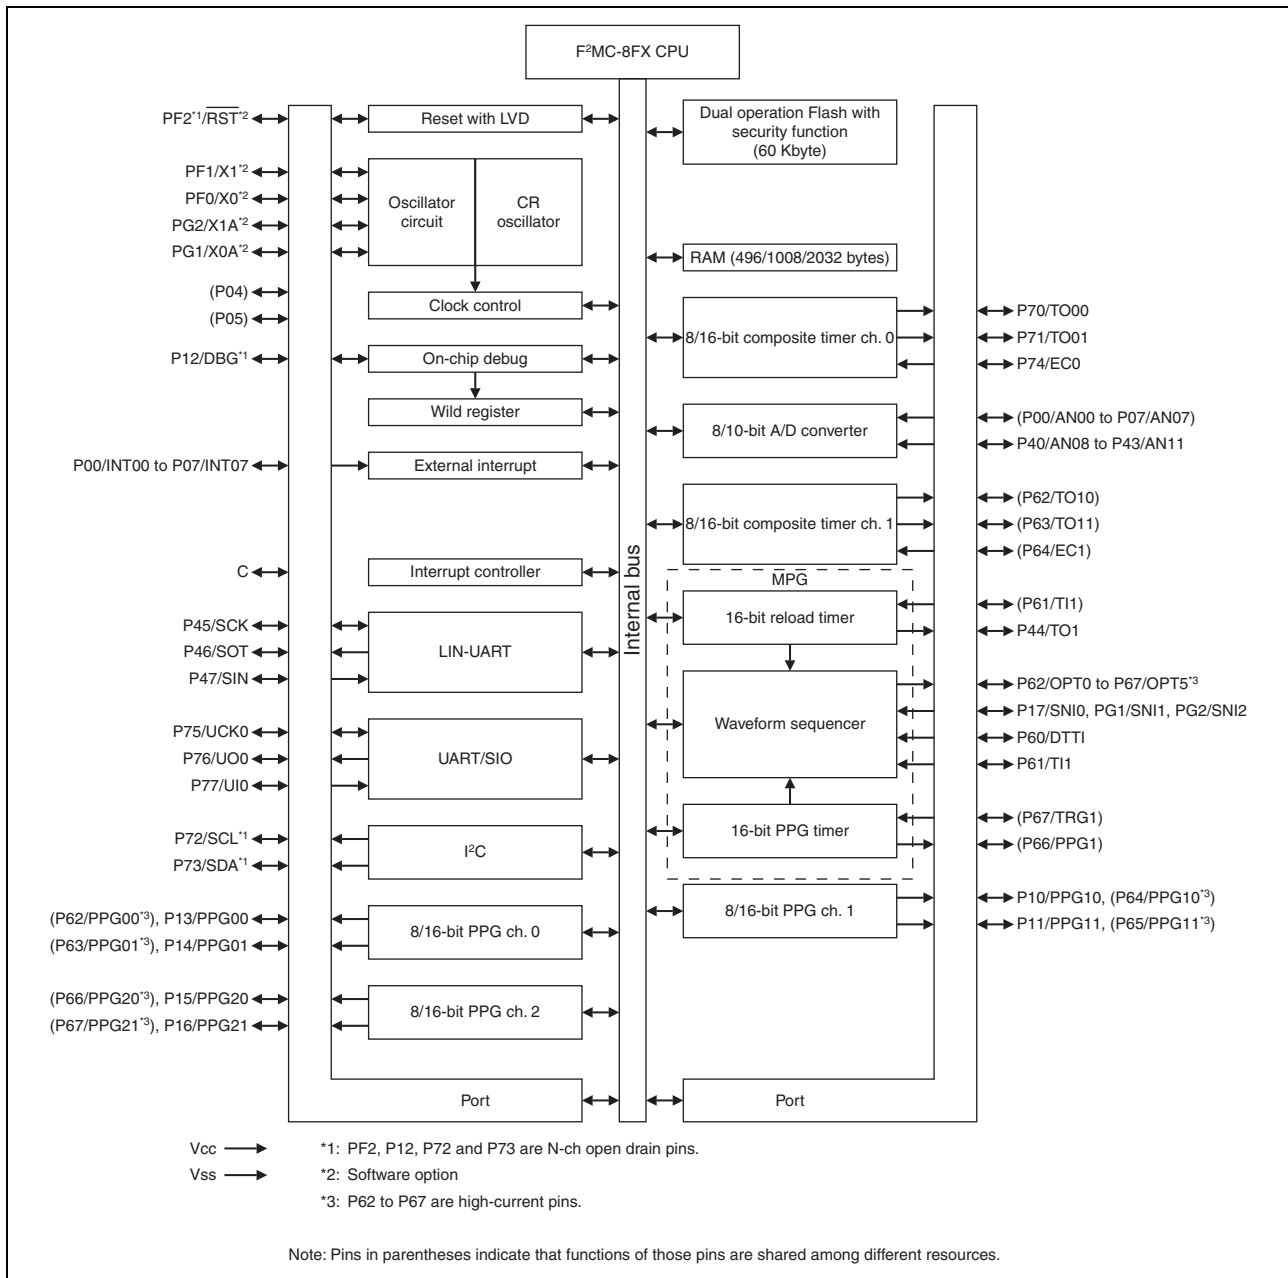 F²MC-8FX CPU
PF2*1/RST*2
PF1/X1*2
PF0/X0*2
PG2/X1A*2
PG1/X0A*2
(P04)
(P05)
P12/DBG*1
P00/INT00 to P07/INT07
C
P45/SCK
P46/SOT
P47/SIN
P75/UCK0
P76/UO0
P77/UI0
P72/SCL*1
P73/SDA*1
(P62/PPG00*3), P13/PPG00
(P63/PPG01*3), P14/PPG01
(P66/PPG20*3), P15/PPG20
(P67/PPG21*3), P16/PPG21
Reset with LVD
Oscillator
circuit
CR
oscillator
Clock control
On-chip debug
Wild register
External interrupt
Interrupt controller
LIN-UART
UART/SIO
I²C
8/16-bit PPG ch. 0
8/16-bit PPG ch. 2
Port
Internal bus
Dual operation Flash with
security function
(60 Kbyte)
RAM (496/1008/2032 bytes)
8/16-bit composite timer ch. 0
8/10-bit A/D converter
8/16-bit composite timer ch. 1
MPG
16-bit reload timer
Waveform sequencer
16-bit PPG timer
8/16-bit PPG ch. 1
Port
P70/TO00
P71/TO01
P74/EC0
(P00/AN00 to P07/AN07)
P40/AN08 to P43/AN11
(P62/TO10)
(P63/TO11)
(P64/EC1)
(P61/TI1)
P44/TO1
P62/OPT0 to P67/OPT5*3
P17/SNI0, PG1/SNI1, PG2/SNI2
P60/DTTI
P61/TI1
(P67/TRG1)
(P66/PPG1)
P10/PPG10, (P64/PPG10*3)
P11/PPG11, (P65/PPG11*3)
Vcc
Vss
*1: PF2, P12, P72 and P73 are N-ch open drain pins.
*2: Software option
*3: P62 to P67 are high-current pins.
Note: Pins in parentheses indicate that functions of those pins are shared among different resources.